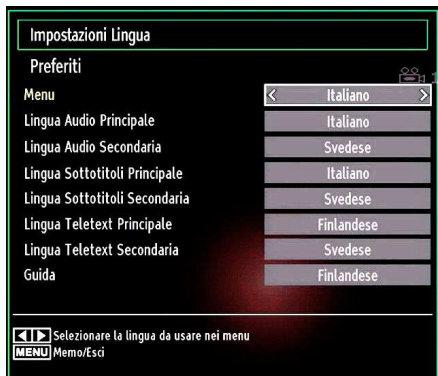 Impostazioni Lingua
Preferiti
Menu Italiano
Lingua Audio Principale Italiano
Lingua Audio Secondaria Svedese
Lingua Sottotitoli Principale Italiano
Lingua Sottotitoli Secondaria Svedese
Lingua Teletext Principale Finlandese
Lingua Teletext Secondaria Svedese
Guida Finlandese
Selezionare la lingua da usare nei menu
MENU Memo/Esci